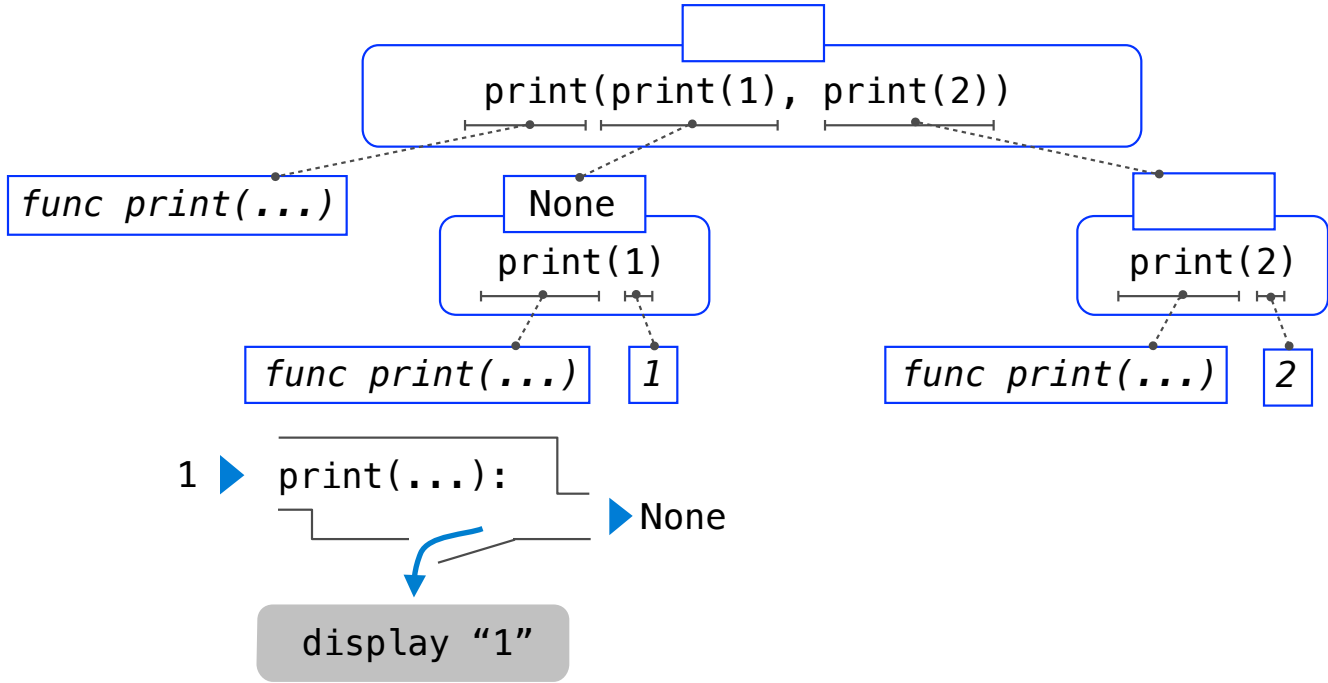 print(print(1), print(2))
func print(...)
None
print(1)
print(2)
func print(...)
1
func print(...)
2
1
print(...):
None
display “1”